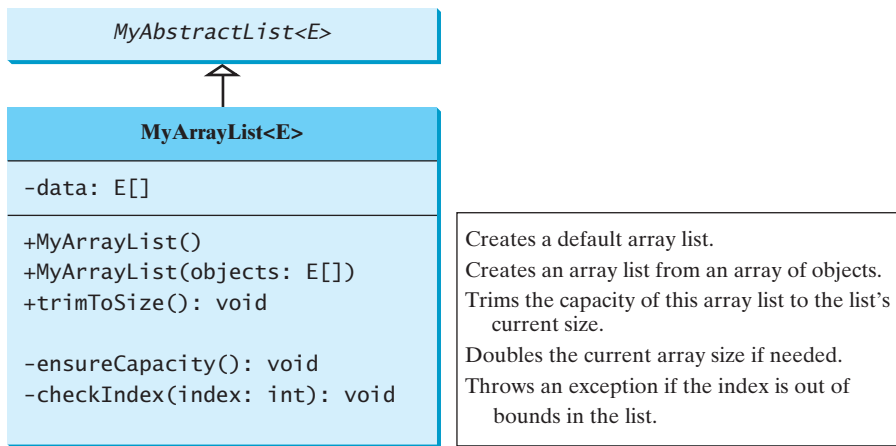 MyAbstractList<E>
MyArrayList<E>
-data: E[]
+MyArrayList()
+MyArrayList(objects: E[])
+trimToSize(): void
-ensureCapacity(): void
-checkIndex(index: int): void
Creates a default array list.
Creates an array list from an array of objects.
Trims the capacity of this array list to the list's
current size.
Doubles the current array size if needed.
Throws an exception if the index is out of
bounds in the list.